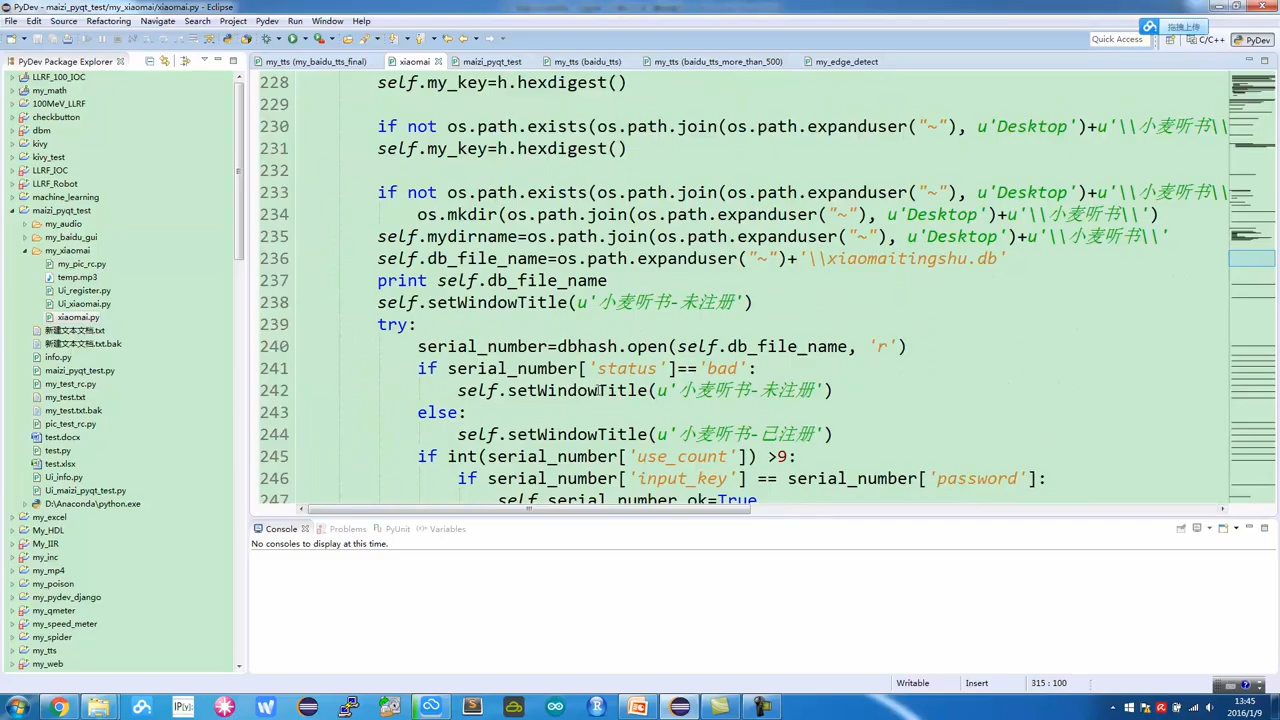 PyDev - maizi_pyqt_test/my_xiaomai/xiaomai.py - Eclipse
File Edit Source Refactoring Navigate Search Project Pydev Run Window Help
拖拽上传
Quick Access C/C++ PyDev
PyDev Package Explorer
my_tts (my_baidu_tts_final) xiaomai maizi_pyqt_test my_tts (baidu_tts) my_tts (baidu_tts_more_than_500) my_edge_detect
LLRF_100_IOC
my_math
100MeV_LLRF
checkbutton
dbm
kivy
kivy_test
LLRF_IOC
LLRF_Robot
machine_learning
maizi_pyqt_test
my_audio
my_baidu_gui
my_xiaomai
my_pic_rc.py
temp.mp3
Ui_register.py
Ui_xiaomai.py
xiaomai.py
新建文本文档.txt
新建文本文档.txt.bak
info.py
maizi_pyqt_test.py
my_test_rc.py
my_test.txt
my_test.txt.bak
pic_test_rc.py
test.docx
test.py
test.xlsx
Ui_info.py
Ui_maizi_pyqt_test.py
D:\Anaconda\python.exe
my_excel
My_HDL
My_IIR
my_inc
my_mp4
my_poison
my_pydev_django
my_qmeter
my_speed_meter
my_spider
my_tts
my_web
228 self.my_key=h.hexdigest()
229
230 if not os.path.exists(os.path.join(os.path.expanduser("~"), u'Desktop')+u'\\小麦听书\\
231 self.my_key=h.hexdigest()
232
233 if not os.path.exists(os.path.join(os.path.expanduser("~"), u'Desktop')+u'\\小麦听书\\
234 os.mkdir(os.path.join(os.path.expanduser("~"), u'Desktop')+u'\\小麦听书\\')
235 self.mydirname=os.path.join(os.path.expanduser("~"), u'Desktop')+u'\\小麦听书\\'
236 self.db_file_name=os.path.expanduser("~")+'\\xiaomaitingshu.db'
237 print self.db_file_name
238 self.setWindowTitle(u'小麦听书-未注册')
239 try:
240 serial_number=dbhash.open(self.db_file_name, 'r')
241 if serial_number['status']=='bad':
242 self.setWindowTitle(u'小麦听书-未注册')
243 else:
244 self.setWindowTitle(u'小麦听书-已注册')
245 if int(serial_number['use_count']) >9:
246 if serial_number['input_key'] == serial_number['password']:
247 self.serial_number_ok=True
Console Problems PyUnit Variables
No consoles to display at this time.
Writable Insert 315 : 100
13:45
2016/1/9